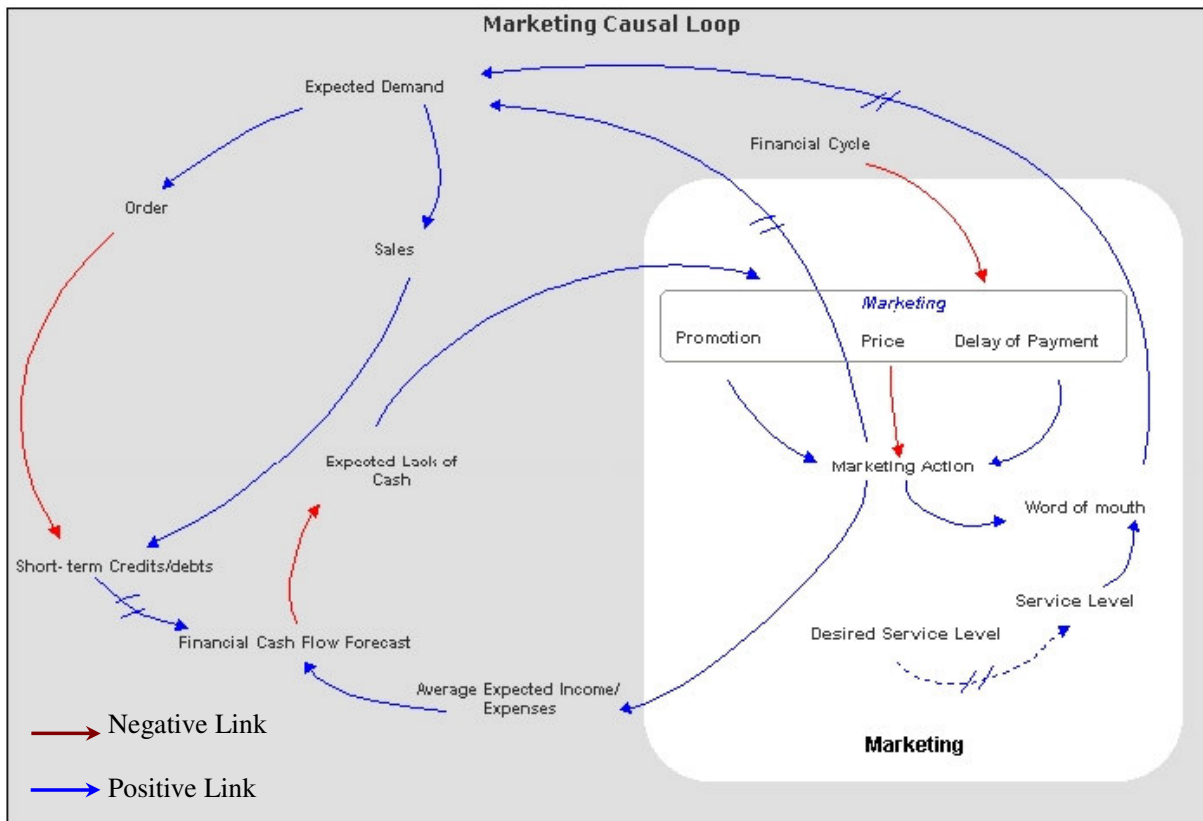 Marketing Causal Loop
Expected Demand
Financial Cycle
Order
Sales
Marketing
Promotion
Price
Delay of Payment
Expected Lack of
Cash
Marketing Action
Word of mouth
Short-term Credits/debts
Service Level
Financial Cash Flow Forecast
Desired Service Level
Average Expected Income/
Expenses
Marketing
Negative Link
Positive Link